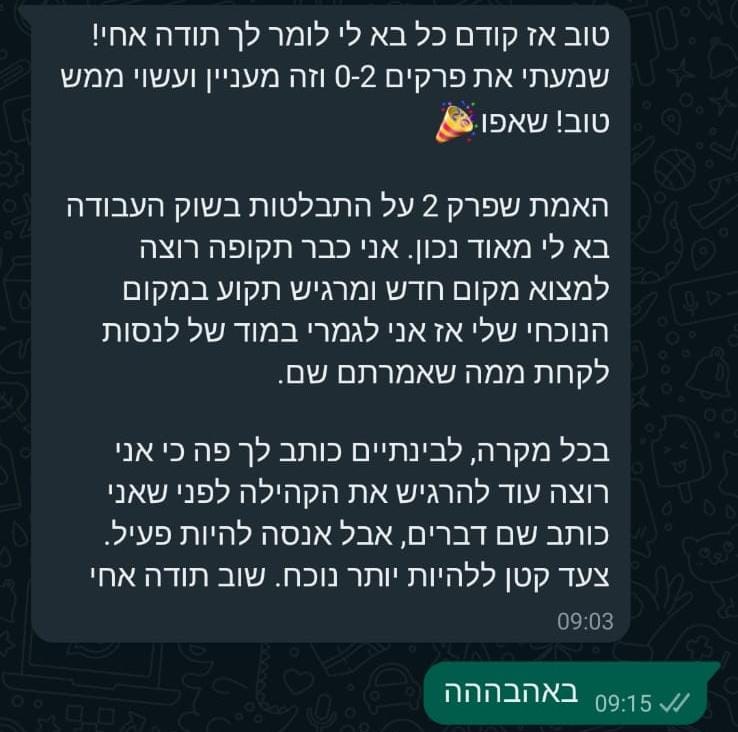 טוב אז קודם כל בא לי לומר לך תודה אחי!
שמעתי את פרקים 0-2 וזה מעניין ועשוי ממש
טוב! שאפו🎉
האמת שפרק 2 על התבלטות בשוק העבודה
בא לי מאוד נכון. אני כבר תקופה רוצה
למצוא מקום חדש ומרגיש תקוע במקום
הנוכחי שלי אז אני לגמרי במוד של לנסות
לקחת ממה שאמרתם שם.
בכל מקרה, לבינתיים כותב לך פה כי אני
רוצה עוד להרגיש את הקהילה לפני שאני
כותב שם דברים, אבל אנסה להיות פעיל.
צעד קטן ללהיות יותר נוכח. שוב תודה אחי
09:03
באהבההה
09:15